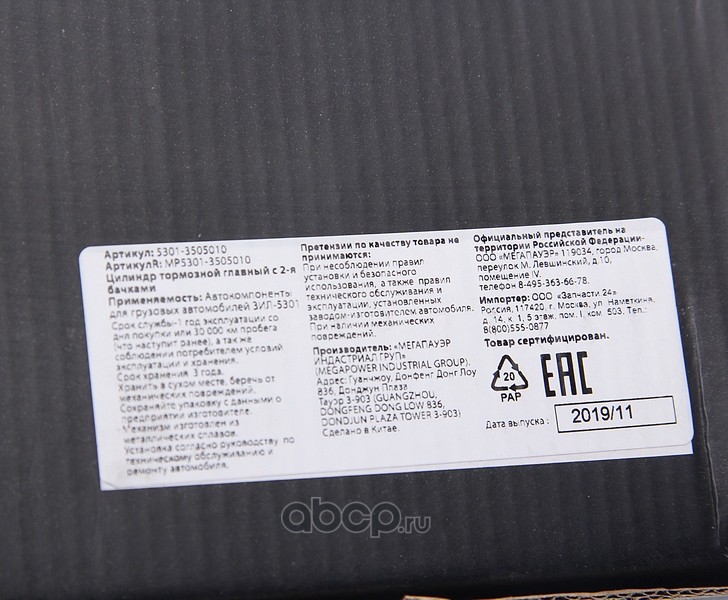 Артикул: 5301-3505010
АртикулR: MP5301-3505010
Цилиндр тормозной главный с 2-я
бачками
Применяемость: Автокомпоненты
для грузовых автомобилей ЗИЛ-5301
Срок службы-1 год эксплуатации со
дня покупки или 30 000 км пробега
(что наступит ранее), а так же
соблюдении потребителем условий
эксплуатации и хранения.
Срок хранения 3 года.
Хранить в сухом месте, беречь от
механических повреждений.
Сохраняйте упаковку с данными о
предприятии изготовителе.
Механизм изготовлен из
металлических сплавов.
Установка согласно руководству по
техническому обслуживанию и
ремонту автомобиля.
Претензии по качеству товара не
принимаются:
При несоблюдении правил
установки и безопасного
использования, а также правил
технического обслуживания и
эксплуатации, установленных
заводом-изготовителем автомобиля.
При наличии механических
повреждений.
Производитель: «МЕГАПАУЭР
ИНДАСТРИАЛ ГРУП»
(MEGAPOWER INDUSTRIAL GROUP).
Адрес: Гуанчжоу, Донфенг Донг Лоу
836, Донджун Плаза
Тауэр 3-903 (GUANGZHOU,
DONGFENG DONG LOW 836,
DONDJUN PLAZA TOWER 3-903)
Сделано в Китае.
Официальный представитель на
территории Российской Федерации-
ООО «МЕГАПАУЭР» 119034, город Москва,
переулок М. Левшинский, д.10,
помещение IV.
телефон 8-495-363-66-78.
Импортер: ООО «Запчасти 24»
Россия, 117420, г. Москва, ул. Наметкина,
д. 14, к. 1, 5 этаж, пом. I, ком. 503, Тел.:
8(800)555-0877
Товар сертифицирован.
20
PAP
EAC
Дата выпуска : 2019/11
abcp.ru